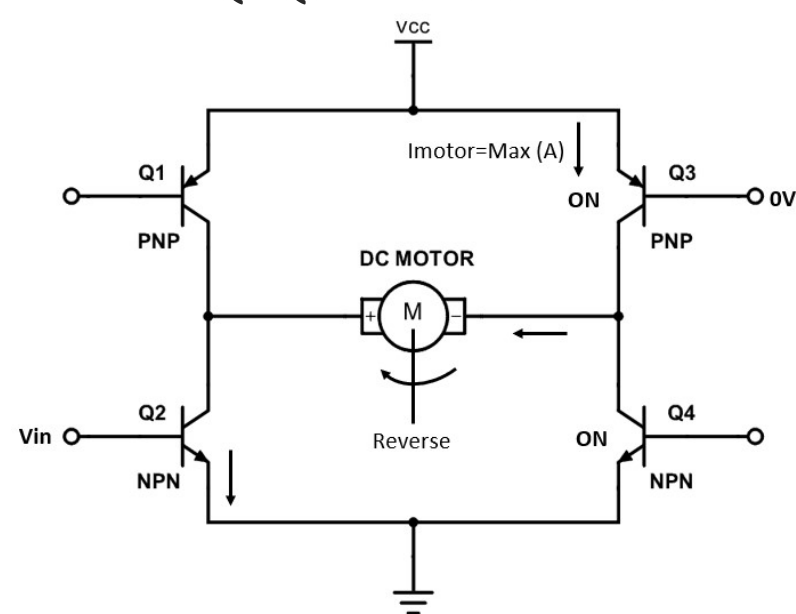 VCC
Imotor=Max (A)
Q1
Q3
ON
0V
PNP
PNP
DC MOTOR
+
M
−
Q2
Q4
Vin
ON
Reverse
NPN
NPN